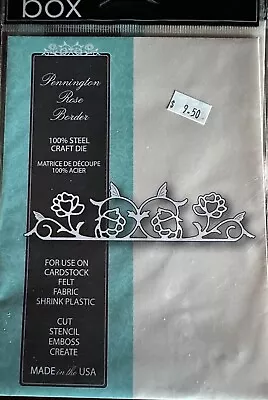 box
Pennington
Rose
Border
$ 9.50
100% STEEL
CRAFT DIE
MATRICE DE DÉCOUPE
100% ACIER
FOR USE ON
CARDSTOCK
FELT
FABRIC
SHRINK PLASTIC
CUT
STENCIL
EMBOSS
CREATE
MADE in the USA